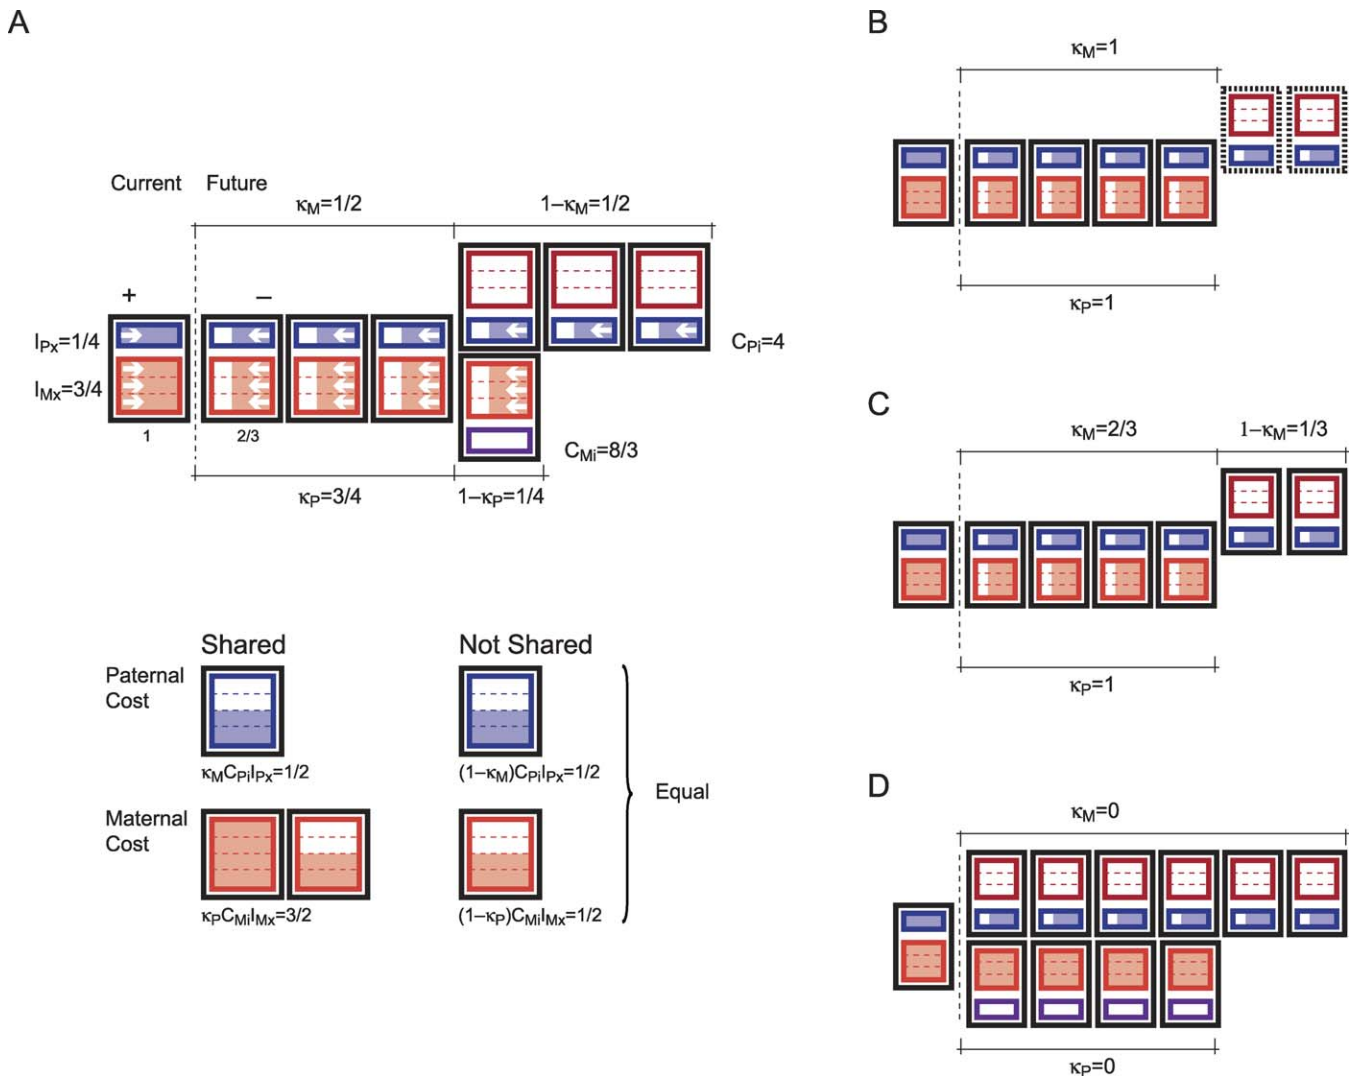 A
Current
Future
κM=1/2
1–κM=1/2
+
–
IPx=1/4
IMx=3/4
1
2/3
CPi=4
CMi=8/3
κP=3/4
1–κP=1/4
Shared
Not Shared
Paternal
Cost
κMCPiIPx=1/2
(1–κM)CPiIPx=1/2
Equal
Maternal
Cost
κPCMiIMx=3/2
(1–κP)CMiIMx=1/2
B
κM=1
κP=1
C
κM=2/3
1–κM=1/3
κP=1
D
κM=0
κP=0